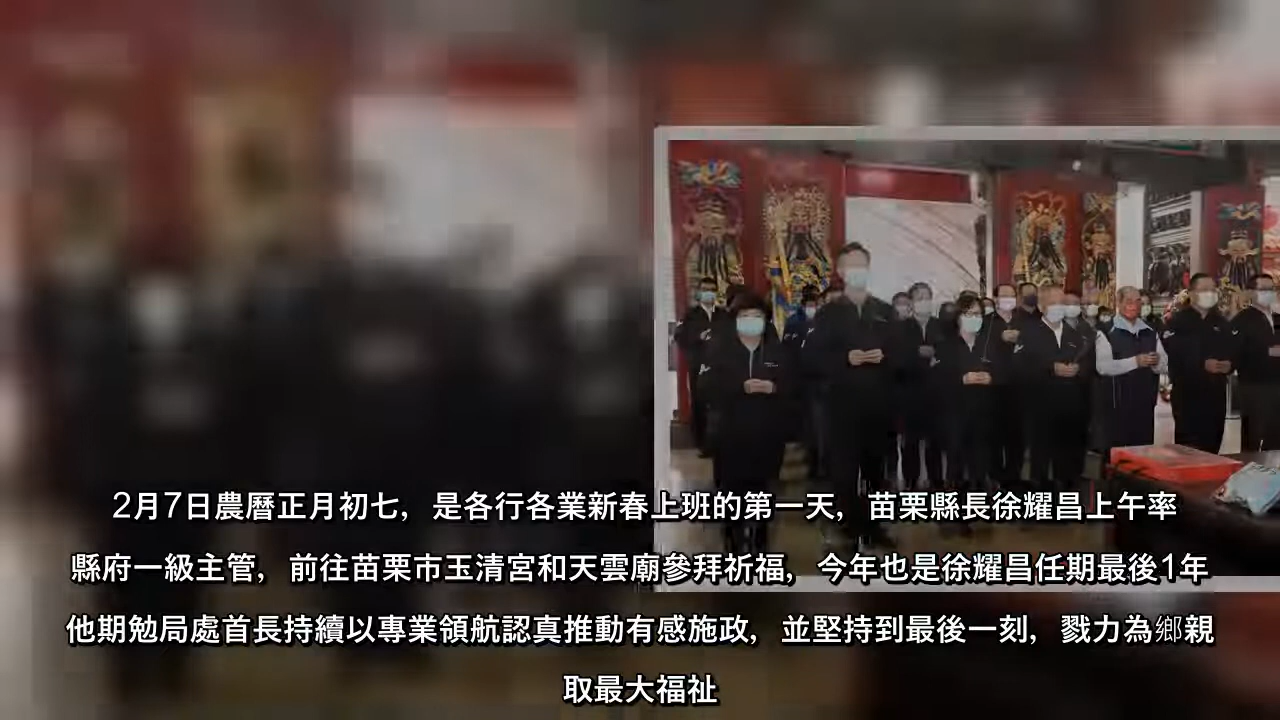 2月7日農曆正月初七，是各行各業新春上班的第一天，苗栗縣長徐耀昌上午率
縣府一級主管，前往苗栗市玉清宮和天雲廟參拜祈福，今年也是徐耀昌任期最後1年
他期勉局處首長持續以專業領航認真推動有感施政，並堅持到最後一刻，戮力為鄉親
取最大福祉